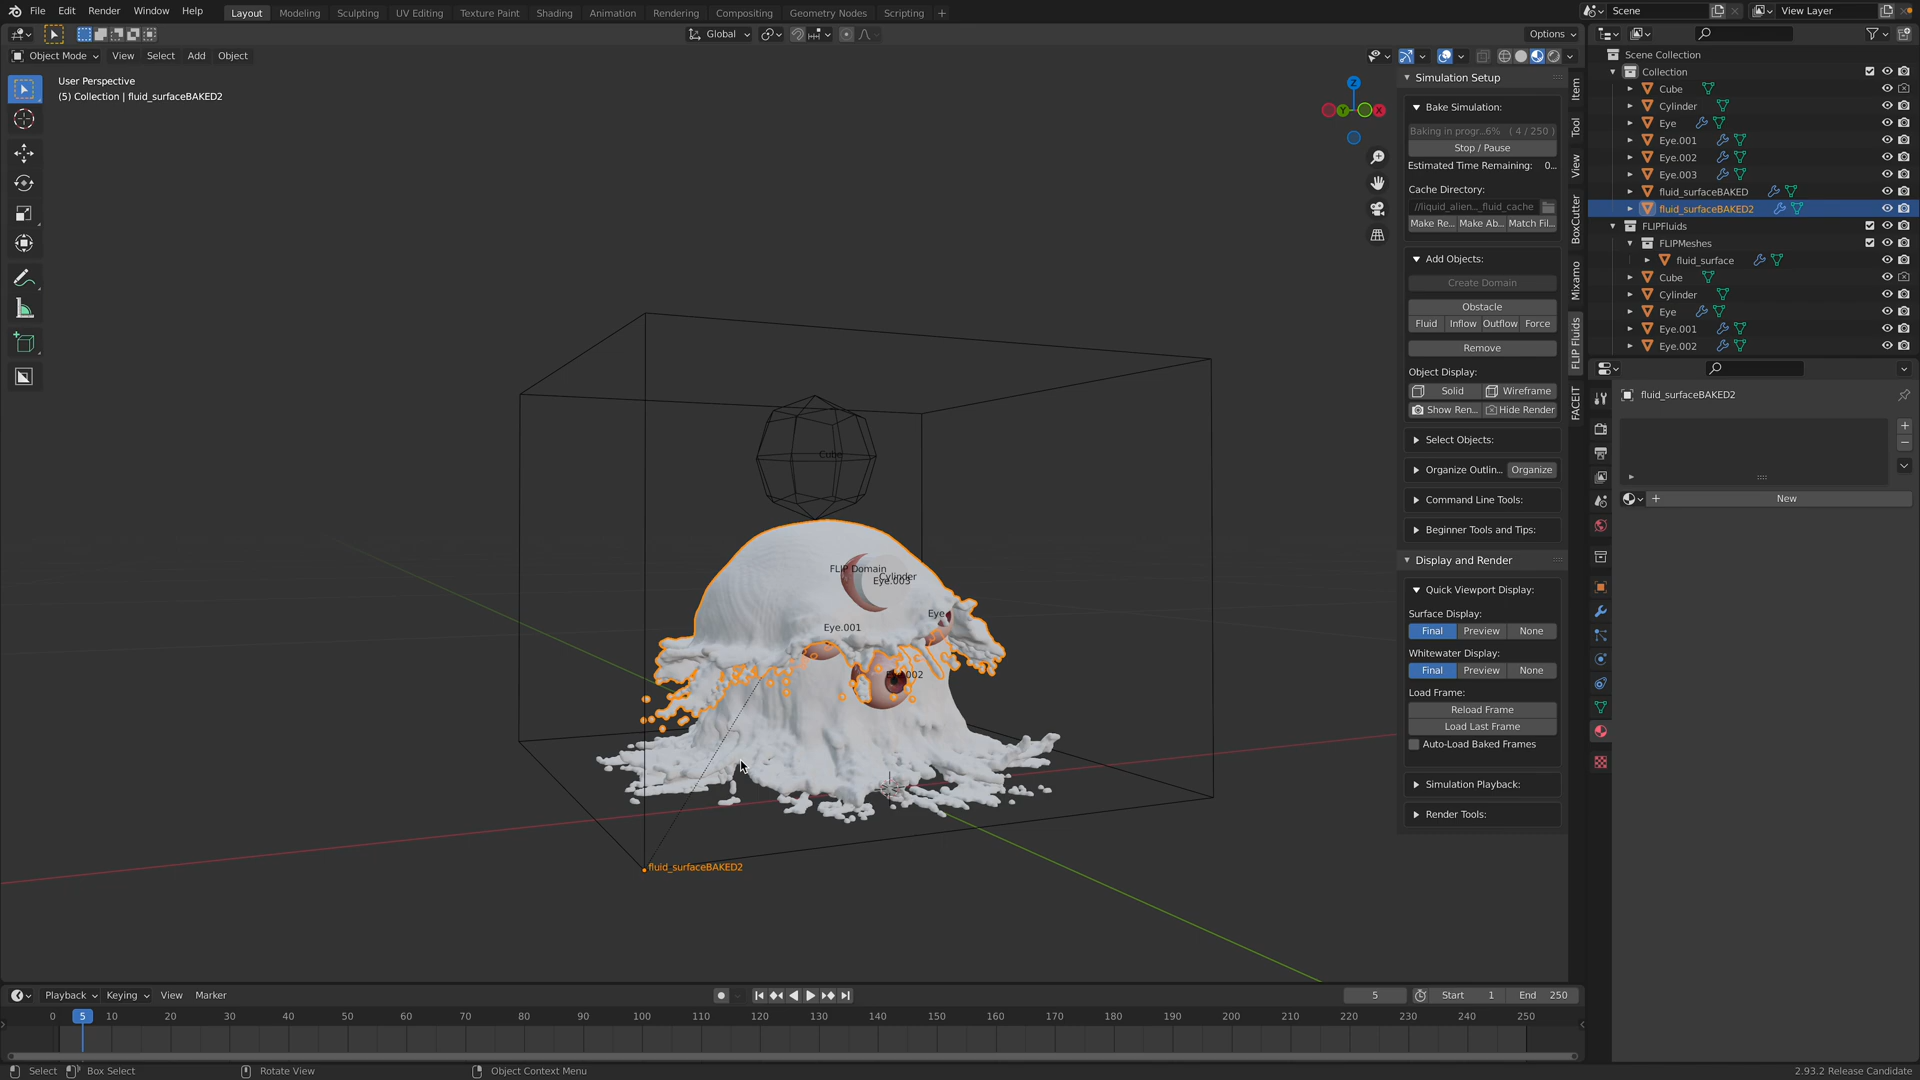 File Edit Render Window Help
Layout Modeling Sculpting UV Editing Texture Paint Shading Animation Rendering Compositing Geometry Nodes Scripting +
Scene View Layer
Global Options
Object Mode View Select Add Object
User Perspective
(5) Collection | fluid_surfaceBAKED2
Z
Y
X
Cube
FLIP Domain
Cylinder
Eye.003
Eye
Eye.001
fluid_surfaceBAKED2
Simulation Setup
Bake Simulation:
Baking in progr...6% ( 4 / 250 )
Stop / Pause
Estimated Time Remaining: 0...
Cache Directory:
//liquid_alien..._fluid_cache
Make Re... Make Ab... Match Fil...
Add Objects:
Create Domain
Obstacle
Fluid Inflow Outflow Force
Remove
Object Display:
Solid Wireframe
Show Ren... Hide Render
Select Objects:
Organize Outlin... Organize
Command Line Tools:
Beginner Tools and Tips:
Display and Render
Quick Viewport Display:
Surface Display:
Final Preview None
Whitewater Display:
Final Preview None
Load Frame:
Reload Frame
Load Last Frame
Auto-Load Baked Frames
Simulation Playback:
Render Tools:
Item
Tool
View
BoxCutter
Mixamo
FLIP Fluids
FACEIT
Scene Collection
Collection
Cube
Cylinder
Eye
Eye.001
Eye.002
Eye.003
fluid_surfaceBAKED
fluid_surfaceBAKED2
FLIPFluids
FLIPMeshes
fluid_surface
Cube
Cylinder
Eye
Eye.001
Eye.002
fluid_surfaceBAKED2
+ New
Playback Keying View Marker
5 Start 1 End 250
0 5 10 20 30 40 50 60 70 80 90 100 110 120 130 140 150 160 170 180 190 200 210 220 230 240 250
Select Box Select Rotate View Object Context Menu
2.93.2 Release Candidate